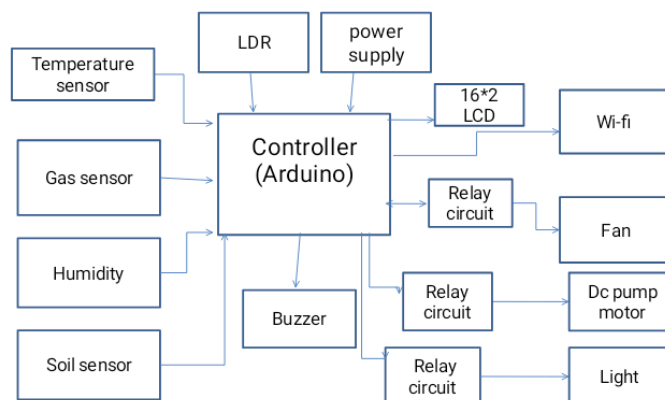 LDR
power
supply
Temperature
sensor
16*2
LCD
Wi-fi
Controller
(Arduino)
Gas sensor
Relay
circuit
Fan
Humidity
Buzzer
Relay
circuit
Dc pump
motor
Soil sensor
Relay
circuit
Light